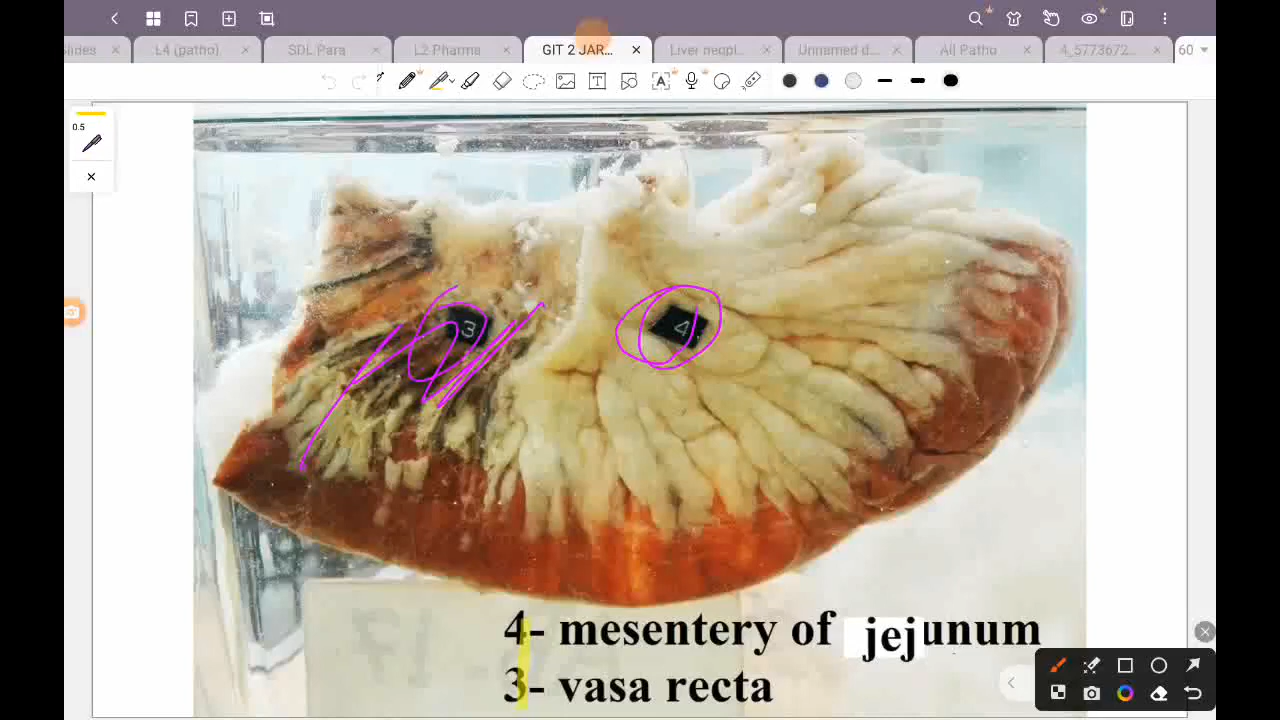 Slides
L4 (patho)
SDL Para
L2 Pharma
GIT 2 JAR...
Liver neopl...
Unnamed d...
All Patho
4_5773672...
60
0.5
3
4
4- mesentery of jejunum
3- vasa recta